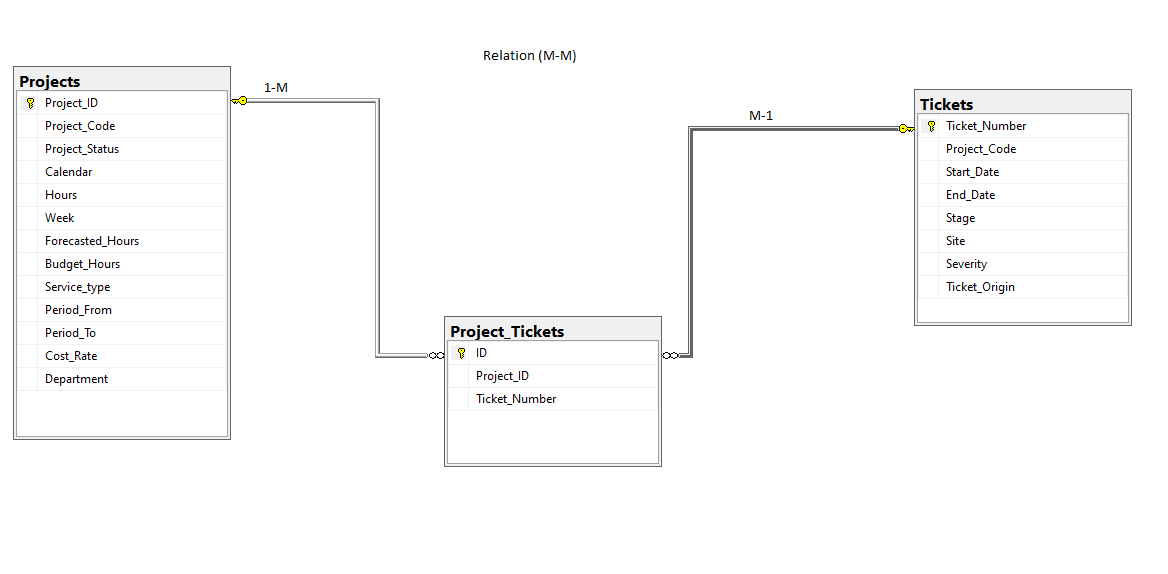 Relation (M-M)
Projects
Project_ID
Project_Code
Project_Status
Calendar
Hours
Week
Forecasted_Hours
Budget_Hours
Service_type
Period_From
Period_To
Cost_Rate
Department
1-M
Project_Tickets
ID
Project_ID
Ticket_Number
M-1
Tickets
Ticket_Number
Project_Code
Start_Date
End_Date
Stage
Site
Severity
Ticket_Origin